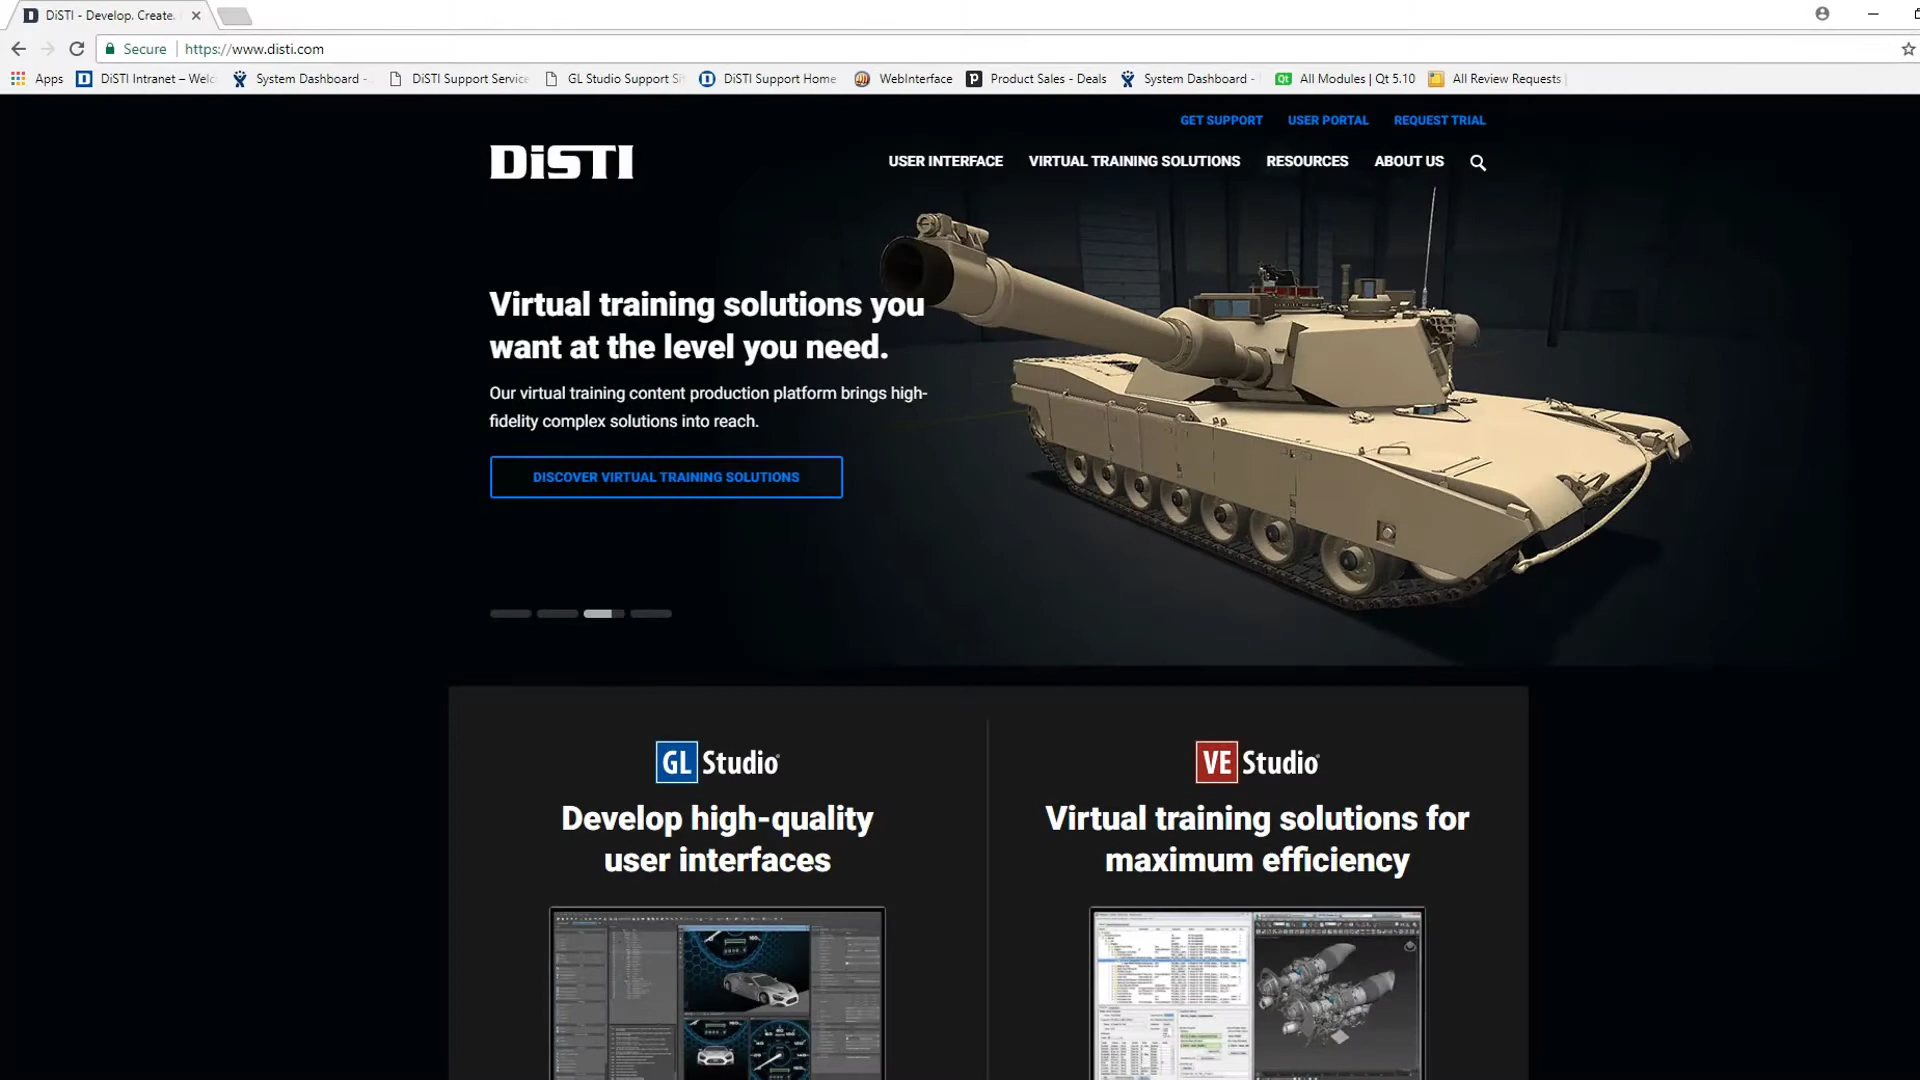 DiSTI - Develop. Create.
Secure
https://www.disti.com
Apps
DiSTI Intranet – Welc
System Dashboard -
DiSTI Support Service
GL Studio Support Si
DiSTI Support Home
WebInterface
Product Sales - Deals
System Dashboard -
All Modules | Qt 5.10
All Review Requests
GET SUPPORT
USER PORTAL
REQUEST TRIAL
DiSTI
USER INTERFACE
VIRTUAL TRAINING SOLUTIONS
RESOURCES
ABOUT US
Virtual training solutions you
want at the level you need.
Our virtual training content production platform brings high-
fidelity complex solutions into reach.
DISCOVER VIRTUAL TRAINING SOLUTIONS
GL Studio
Develop high-quality
user interfaces
VE Studio
Virtual training solutions for
maximum efficiency